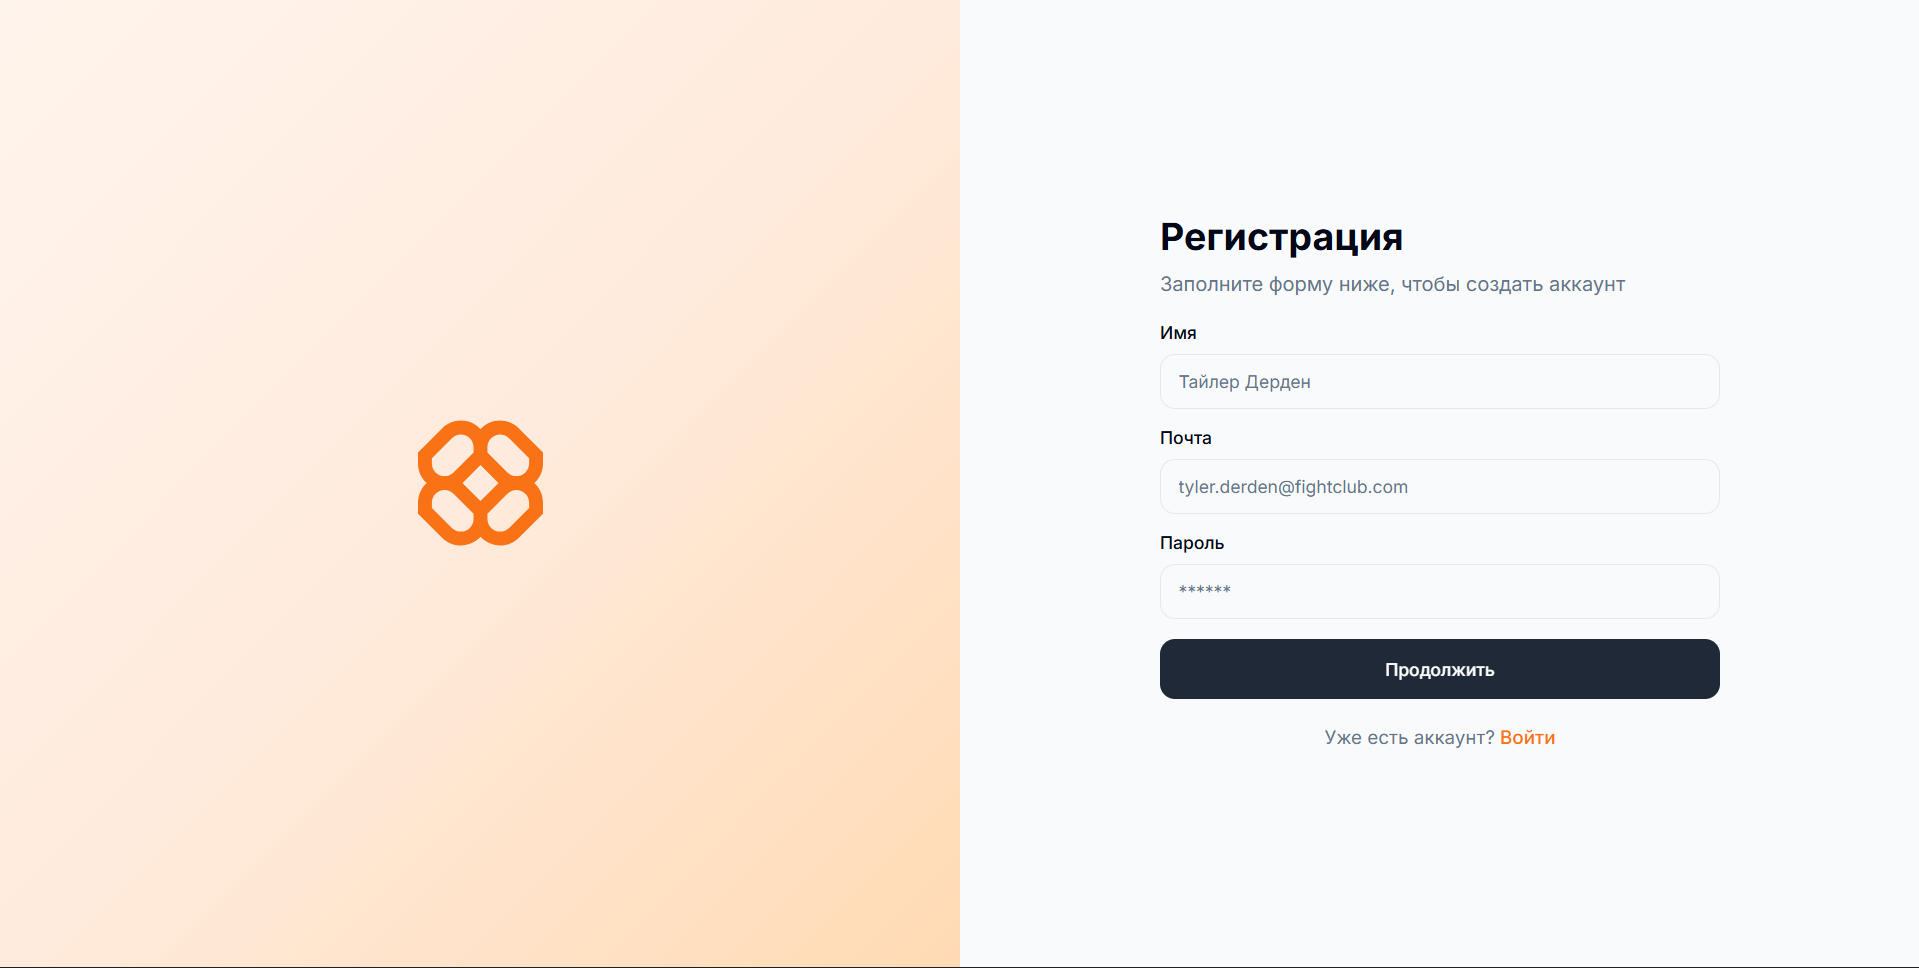 Регистрация
Заполните форму ниже, чтобы создать аккаунт
Имя
Тайлер Дерден
Почта
tyler.derden@fightclub.com
Пароль
******
Продолжить
Уже есть аккаунт? Войти